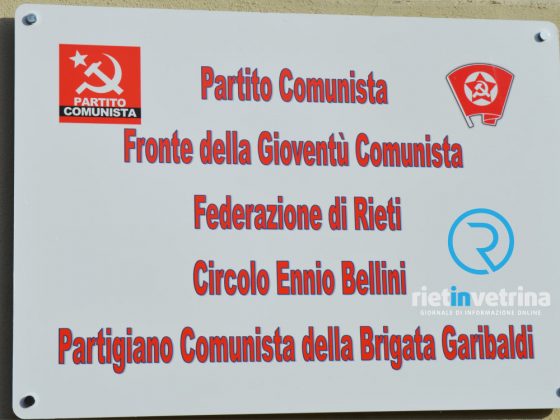 PARTITO
COMUNISTA
Partito Comunista
Fronte della Gioventù Comunista
Federazione di Rieti
Circolo Ennio Bellini
Partigiano Comunista della Brigata Garibaldi
R
rietinvetrina
GIORNALE DI INFORMAZIONE ONLINE